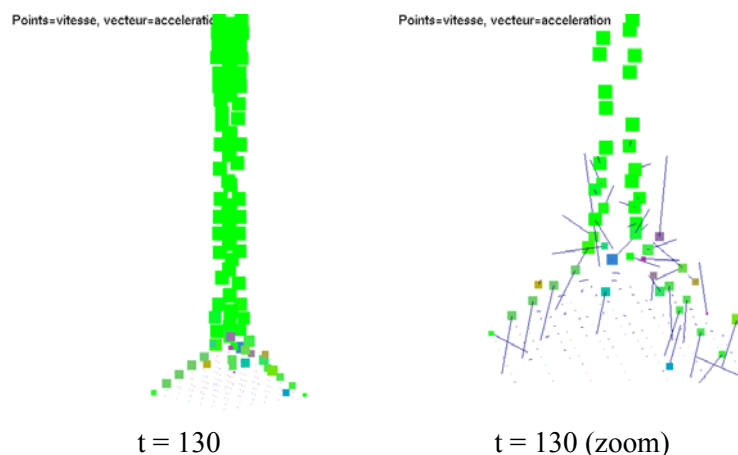 Points=vitesse, vecteur=acceleratio
Points=vitesse, vecteur=acceleration
t = 130
t = 130 (zoom)